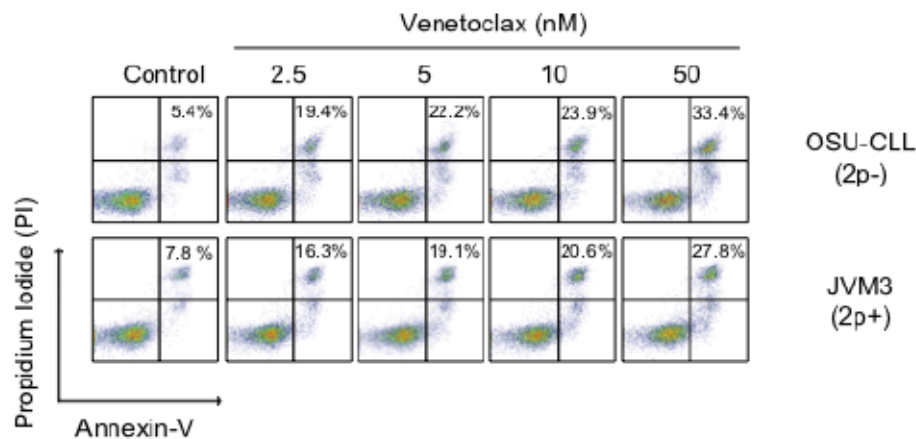 Venetoclax (nM)
Control 2.5 5 10 50
5.4% 19.4% 22.2% 23.9% 33.4%
OSU-CLL
(2p-)
7.8 % 16.3% 19.1% 20.6% 27.8%
JVM3
(2p+)
Propidium Iodide (PI)
Annexin-V